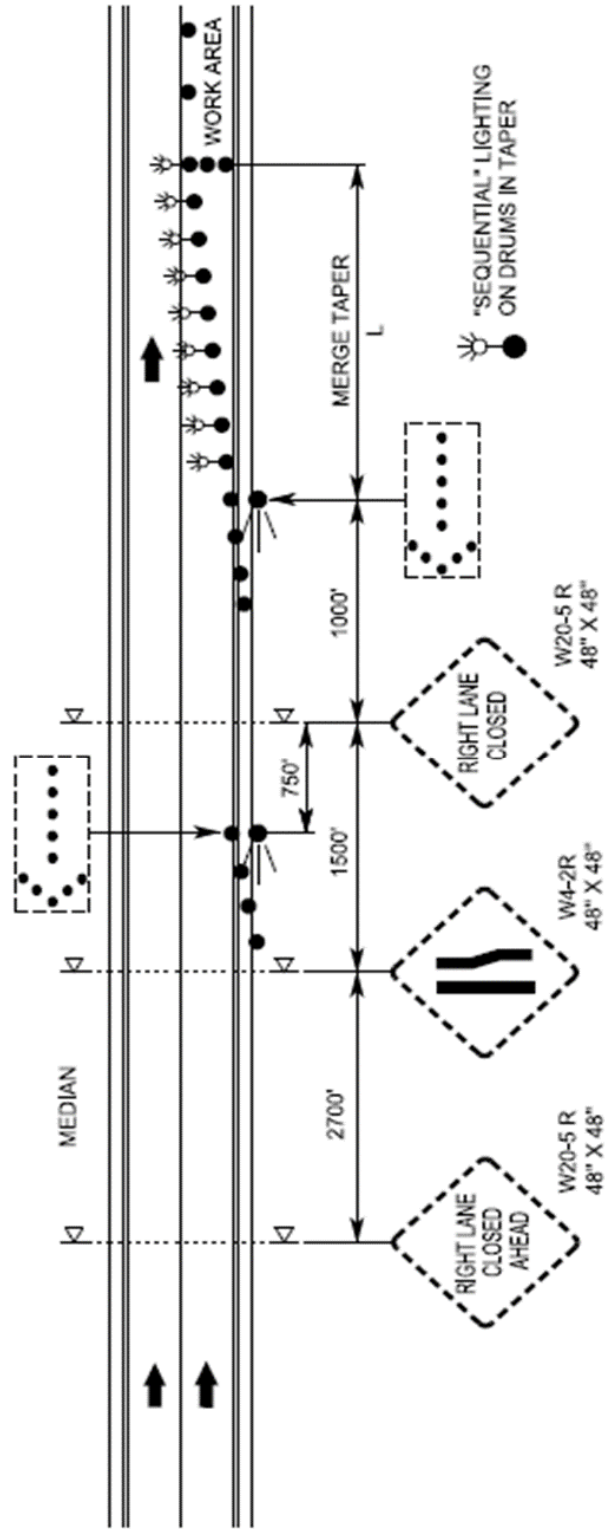 MEDIAN
WORK AREA
750'
2700'
1500'
1000'
MERGE TAPER
L
RIGHT LANE
CLOSED
AHEAD
W20-5 R
48" X 48"
W4-2R
48" X 48"
RIGHT LANE
CLOSED
W20-5 R
48" X 48"
"SEQUENTIAL" LIGHTING
ON DRUMS IN TAPER